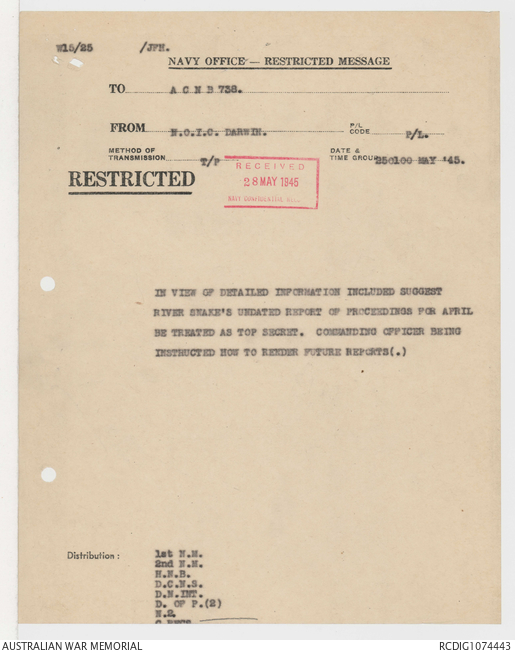 W15/25 /JFH.
NAVY OFFICE — RESTRICTED MESSAGE
TO A C N B 738.
FROM N.O.I.C. DARWIN. P/L CODE P/L.
METHOD OF TRANSMISSION T/P DATE & TIME GROUP 250100 MAY '45.
RECEIVED
28 MAY 1945
NAVY CONFIDENTIAL
RESTRICTED
IN VIEW OF DETAILED INFORMATION INCLUDED SUGGEST
RIVER SNAKE'S UNDATED REPORT OF PROCEEDINGS FOR APRIL
BE TREATED AS TOP SECRET. COMMANDING OFFICER BEING
INSTRUCTED HOW TO RENDER FUTURE REPORTS(.)
Distribution : 1st N.M.
2nd N.M.
H.N.B.
D.C.N.S.
D.N.INT.
D. OF P.(2)
N.2.
AUSTRALIAN WAR MEMORIAL RCDIG1074443